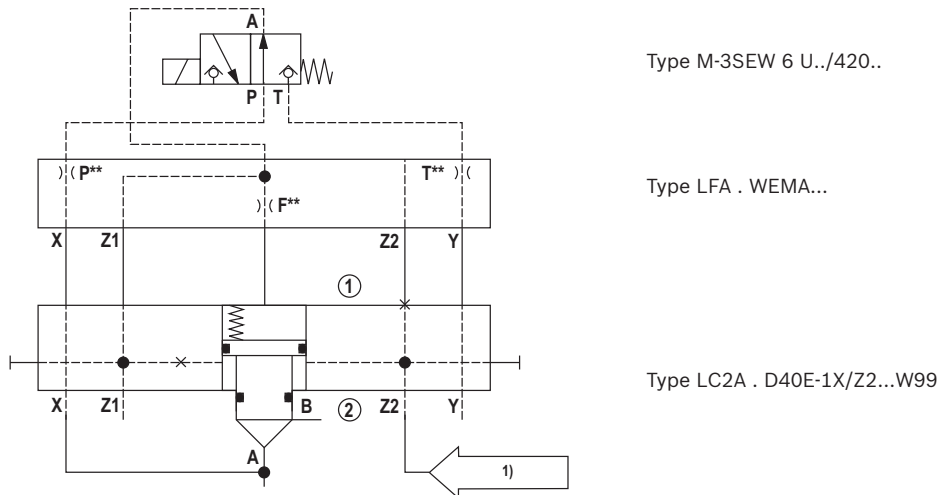 A
P T
Type M-3SEW 6 U../420..
P**
T**
F**
Type LFA . WEMA...
X Z1 Z2 Y
1
X Z1 B 2 Z2 Y
Type LC2A . D40E-1X/Z2...W99
A
1)